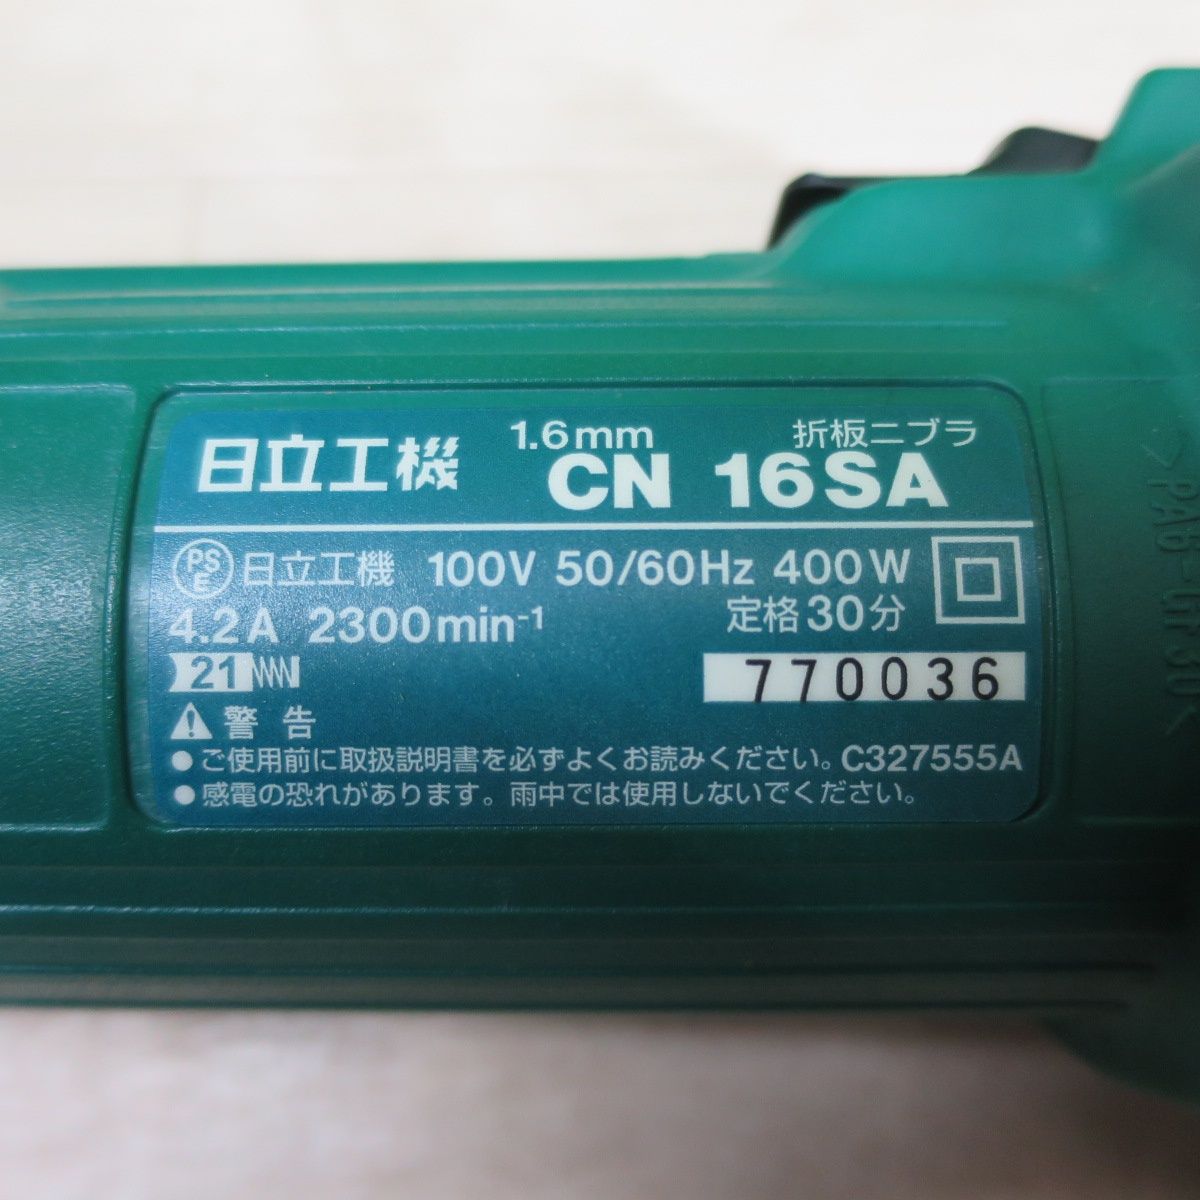 1.6mm 折板ニブラ
日立工機 CN 16SA
PS
E 日立工機 100V 50/60Hz 400W
4.2A 2300min⁻¹ 定格30分
21
770036
警告
●ご使用前に取扱説明書を必ずよくお読みください。C327555A
●感電の恐れがあります。雨中では使用しないでください。
>PA6-GF30<